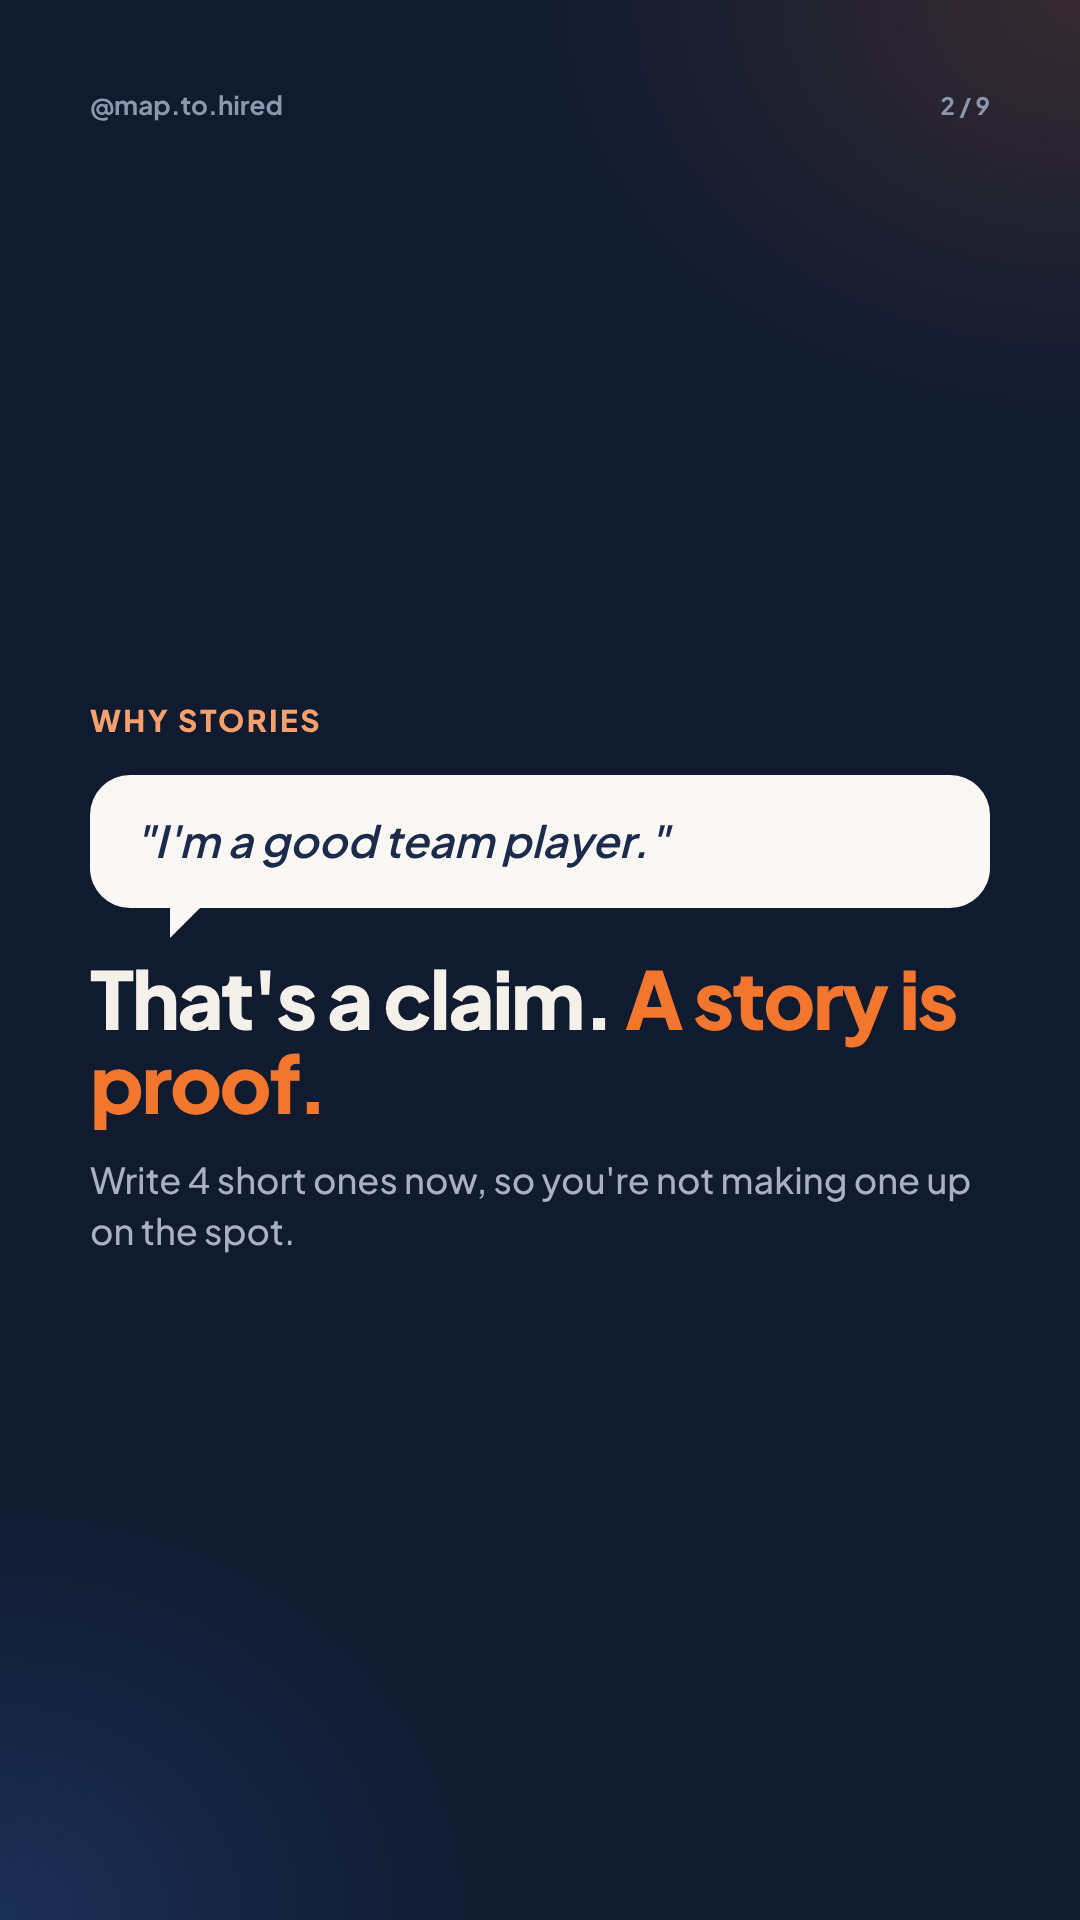 @map.to.hired
2 / 9
WHY STORIES
"I'm a good team player."
That's a claim. A story is
proof.
Write 4 short ones now, so you're not making one up
on the spot.